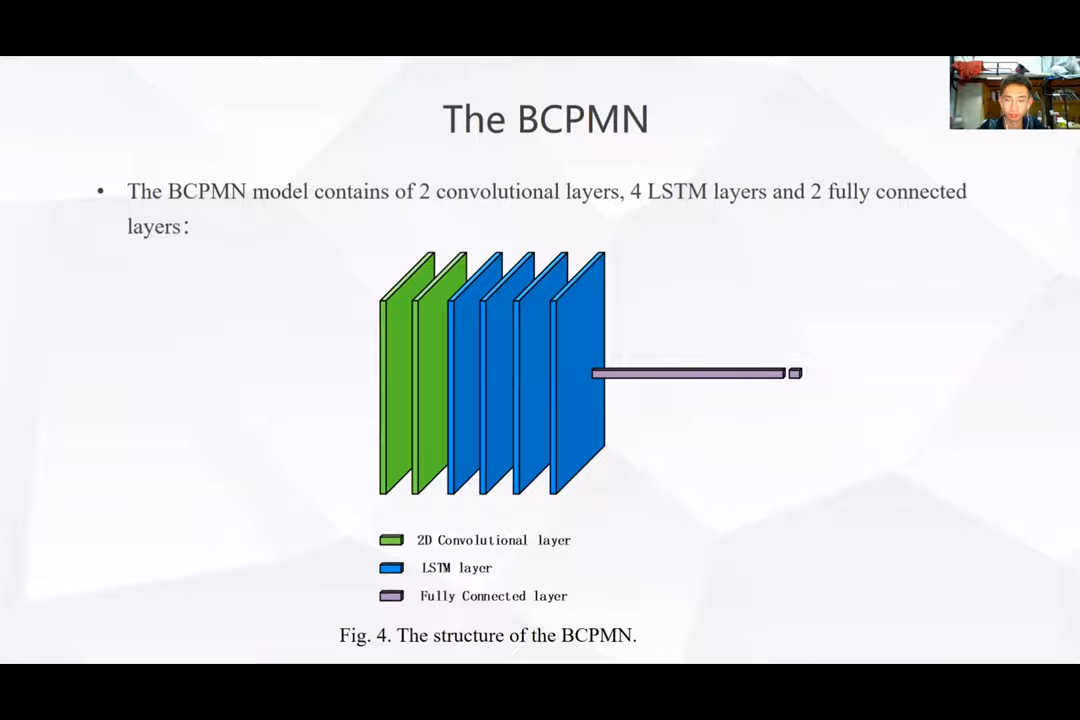 The BCPMN
• The BCPMN model contains of 2 convolutional layers, 4 LSTM layers and 2 fully connected
layers：
2D Convolutional layer
LSTM layer
Fully Connected layer
Fig. 4. The structure of the BCPMN.